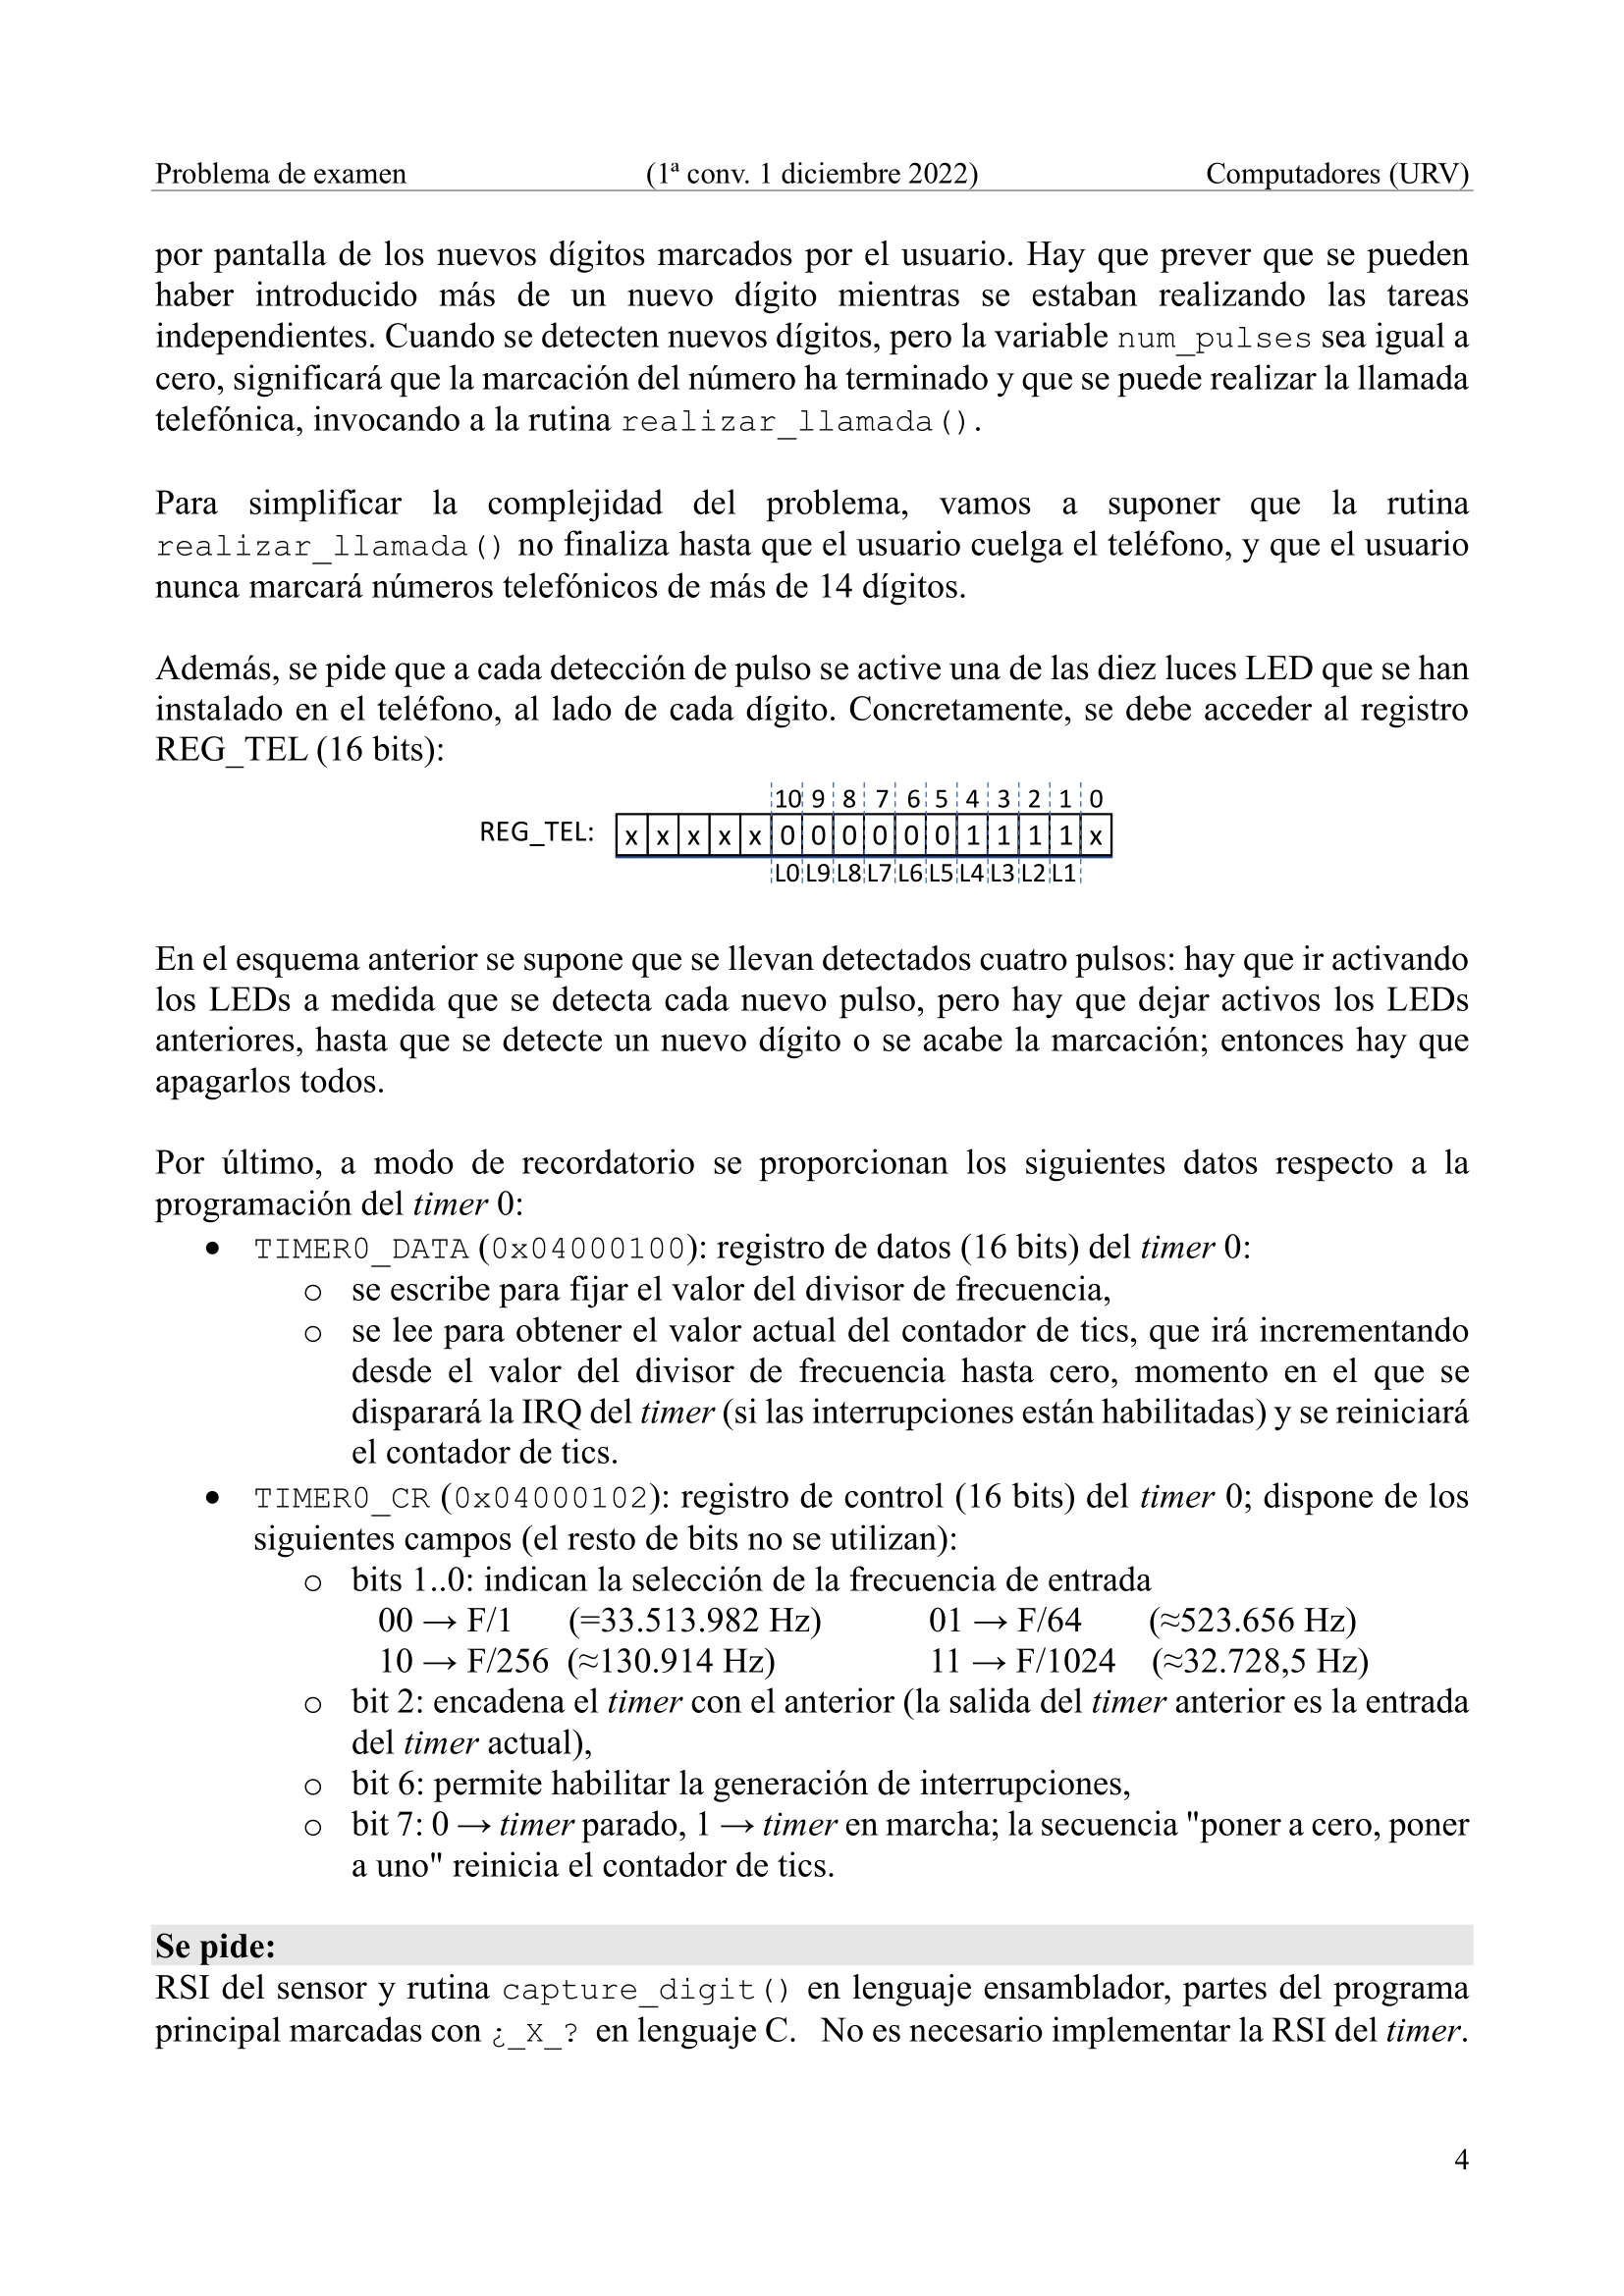 Problema de examen (1ª conv. 1 diciembre 2022) Computadores (URV)
por pantalla de los nuevos dígitos marcados por el usuario. Hay que prever que se pueden
haber introducido más de un nuevo dígito mientras se estaban realizando las tareas
independientes. Cuando se detecten nuevos dígitos, pero la variable num_pulses sea igual a
cero, significará que la marcación del número ha terminado y que se puede realizar la llamada
telefónica, invocando a la rutina realizar_llamada().
Para simplificar la complejidad del problema, vamos a suponer que la rutina
realizar_llamada() no finaliza hasta que el usuario cuelga el teléfono, y que el usuario
nunca marcará números telefónicos de más de 14 dígitos.
Además, se pide que a cada detección de pulso se active una de las diez luces LED que se han
instalado en el teléfono, al lado de cada dígito. Concretamente, se debe acceder al registro
REG_TEL (16 bits):
10 9 8 7 6 5 4 3 2 1 0
REG_TEL: x x x x x 0 0 0 0 0 0 1 1 1 1 x
L0 L9 L8 L7 L6 L5 L4 L3 L2 L1
En el esquema anterior se supone que se llevan detectados cuatro pulsos: hay que ir activando
los LEDs a medida que se detecta cada nuevo pulso, pero hay que dejar activos los LEDs
anteriores, hasta que se detecte un nuevo dígito o se acabe la marcación; entonces hay que
apagarlos todos.
Por último, a modo de recordatorio se proporcionan los siguientes datos respecto a la
programación del timer 0:
• TIMER0_DATA (0x04000100): registro de datos (16 bits) del timer 0:
o se escribe para fijar el valor del divisor de frecuencia,
o se lee para obtener el valor actual del contador de tics, que irá incrementando
desde el valor del divisor de frecuencia hasta cero, momento en el que se
disparará la IRQ del timer (si las interrupciones están habilitadas) y se reiniciará
el contador de tics.
• TIMER0_CR (0x04000102): registro de control (16 bits) del timer 0; dispone de los
siguientes campos (el resto de bits no se utilizan):
o bits 1..0: indican la selección de la frecuencia de entrada
00 → F/1 (=33.513.982 Hz) 01 → F/64 (≈523.656 Hz)
10 → F/256 (≈130.914 Hz) 11 → F/1024 (≈32.728,5 Hz)
o bit 2: encadena el timer con el anterior (la salida del timer anterior es la entrada
del timer actual),
o bit 6: permite habilitar la generación de interrupciones,
o bit 7: 0 → timer parado, 1 → timer en marcha; la secuencia "poner a cero, poner
a uno" reinicia el contador de tics.
Se pide:
RSI del sensor y rutina capture_digit() en lenguaje ensamblador, partes del programa
principal marcadas con ¿_X_? en lenguaje C. No es necesario implementar la RSI del timer.
4